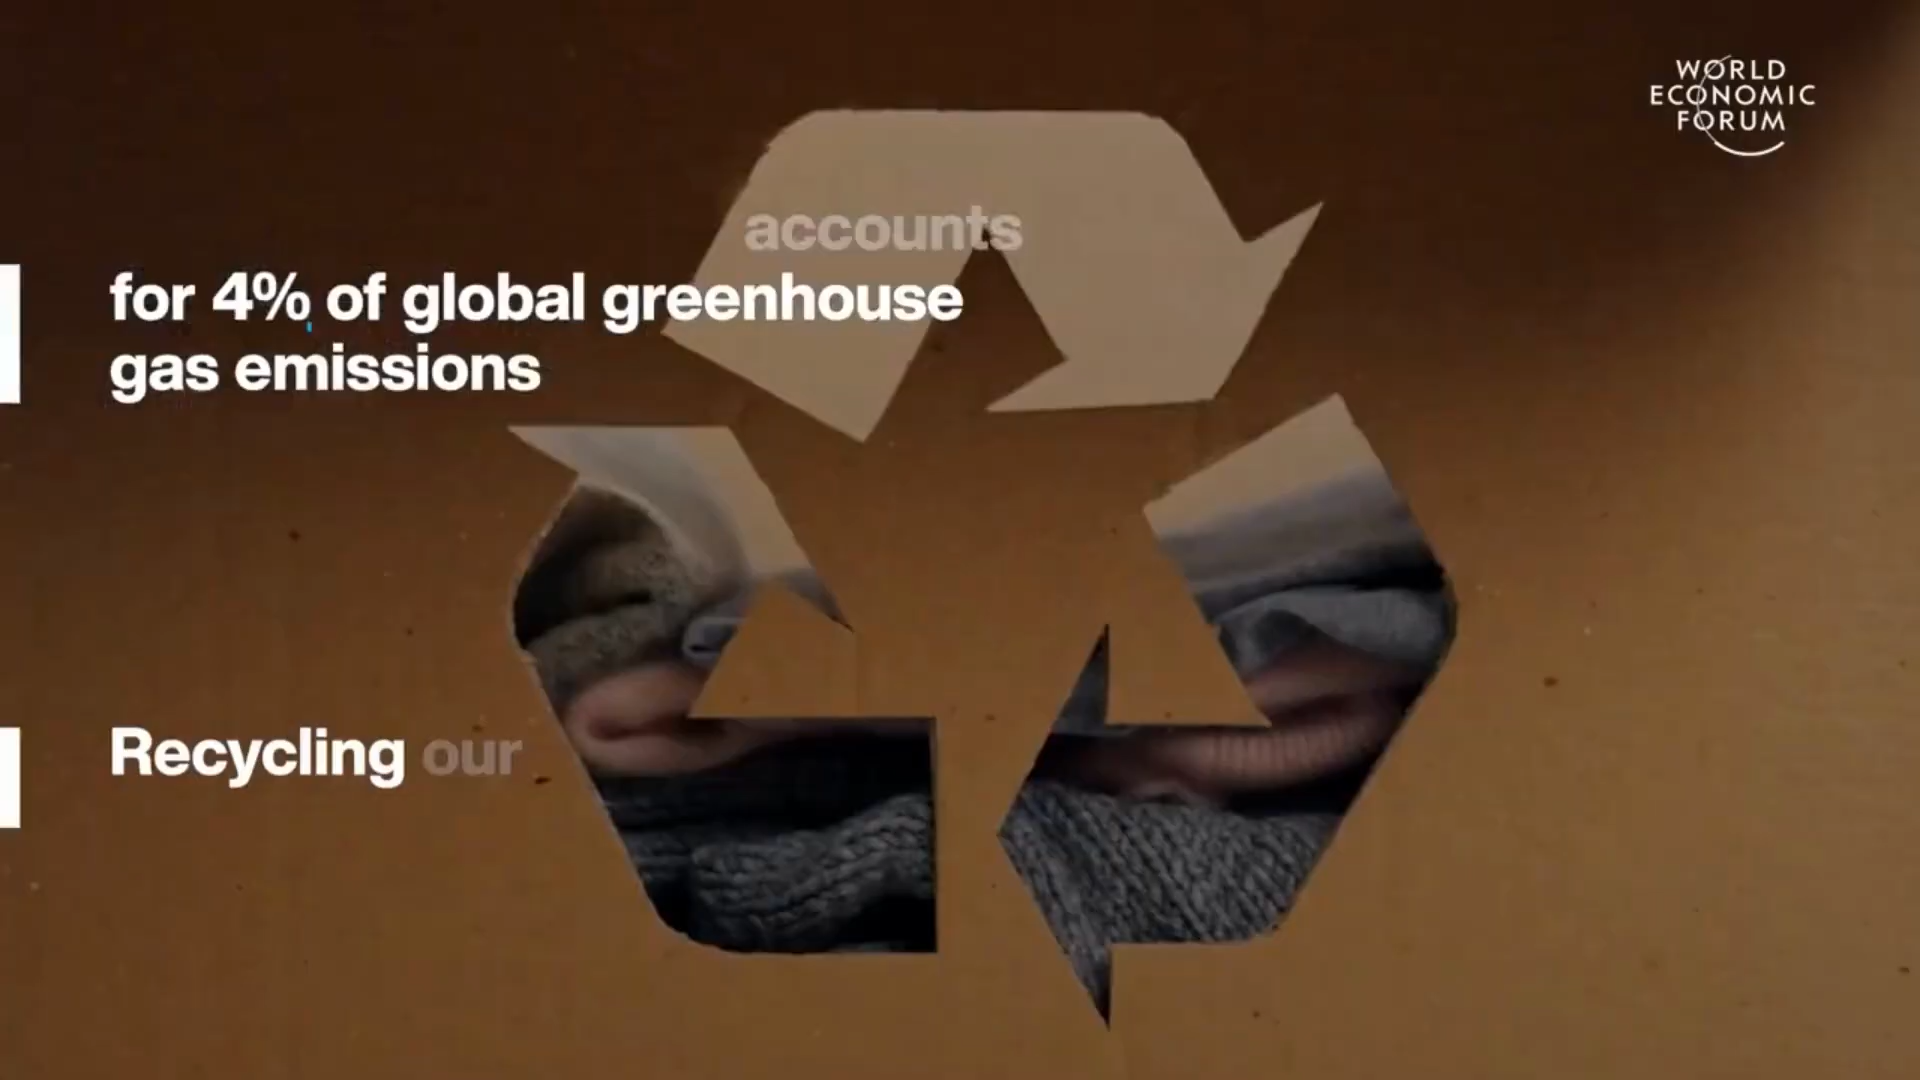 WORLD
ECONOMIC
FORUM
accounts
for 4% of global greenhouse
gas emissions
Recycling our